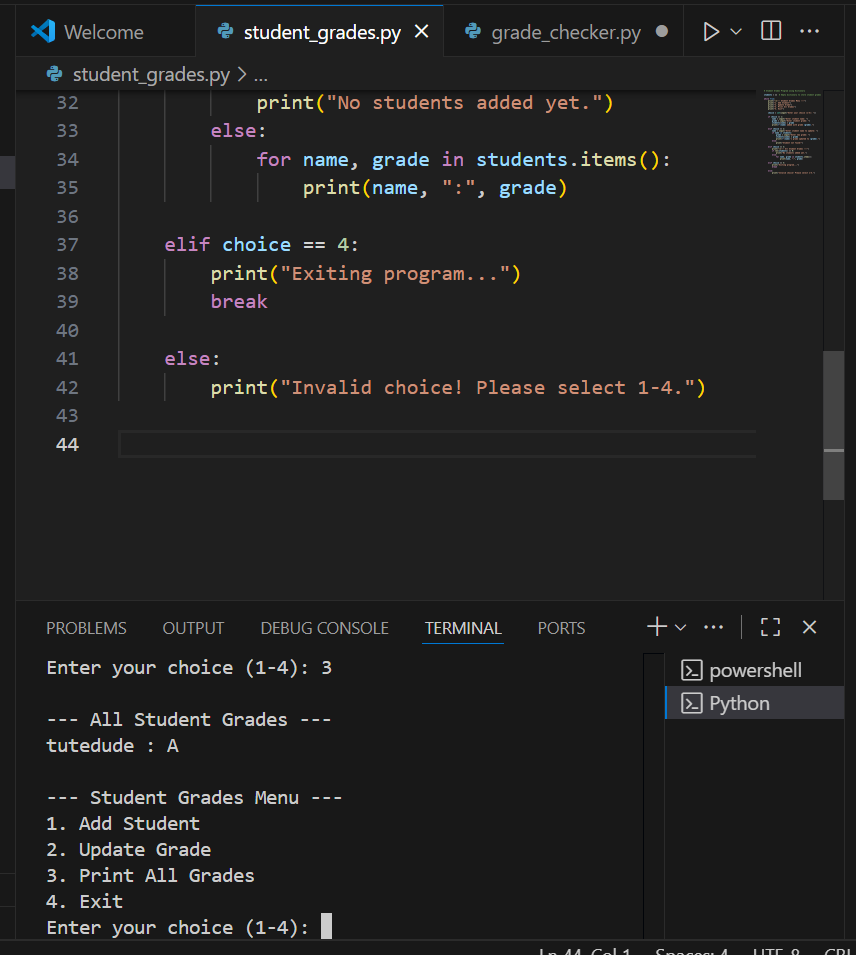 Welcome student_grades.py grade_checker.py
student_grades.py > ...
32 print("No students added yet.")
33 else:
34 for name, grade in students.items():
35 print(name, ":", grade)
36
37 elif choice == 4:
38 print("Exiting program...")
39 break
40
41 else:
42 print("Invalid choice! Please select 1-4.")
43
44
PROBLEMS OUTPUT DEBUG CONSOLE TERMINAL PORTS
Enter your choice (1-4): 3
--- All Student Grades ---
tutedude : A
--- Student Grades Menu ---
1. Add Student
2. Update Grade
3. Print All Grades
4. Exit
Enter your choice (1-4):
powershell
Python
Ln 44, Col 1 Spaces: 4 UTF-8